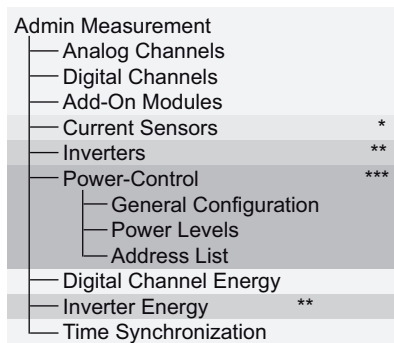 Admin Measurement
Analog Channels
Digital Channels
Add-On Modules
Current Sensors *
Inverters **
Power-Control ***
General Configuration
Power Levels
Address List
Digital Channel Energy
Inverter Energy **
Time Synchronization